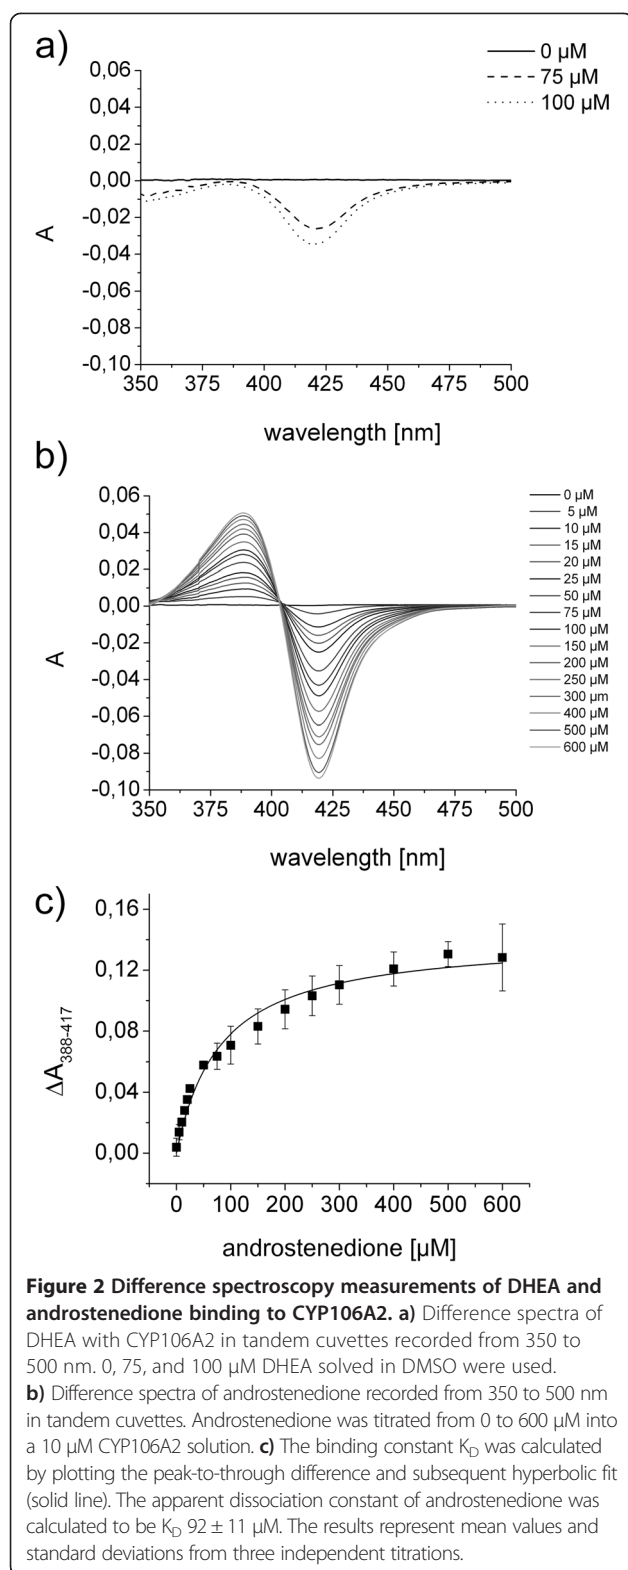 a)
0 µM
75 µM
100 µM
0,06
0,04
0,02
0,00
-0,02
-0,04
-0,06
-0,08
-0,10
A
350 375 400 425 450 475 500
wavelength [nm]
b)
0,06
0,04
0,02
0,00
-0,02
-0,04
-0,06
-0,08
-0,10
A
350 375 400 425 450 475 500
wavelength [nm]
0 µM
5 µM
10 µM
15 µM
20 µM
25 µM
50 µM
75 µM
100 µM
150 µM
200 µM
250 µM
300 µm
400 µM
500 µM
600 µM
c)
0,16
0,12
0,08
0,04
0,00
ΔA388-417
0 100 200 300 400 500 600
androstenedione [µM]
Figure 2 Difference spectroscopy measurements of DHEA and
androstenedione binding to CYP106A2. a) Difference spectra of
DHEA with CYP106A2 in tandem cuvettes recorded from 350 to
500 nm. 0, 75, and 100 µM DHEA solved in DMSO were used.
b) Difference spectra of androstenedione recorded from 350 to 500 nm
in tandem cuvettes. Androstenedione was titrated from 0 to 600 µM into
a 10 µM CYP106A2 solution. c) The binding constant KD was calculated
by plotting the peak-to-through difference and subsequent hyperbolic fit
(solid line). The apparent dissociation constant of androstenedione was
calculated to be KD 92 ± 11 µM. The results represent mean values and
standard deviations from three independent titrations.